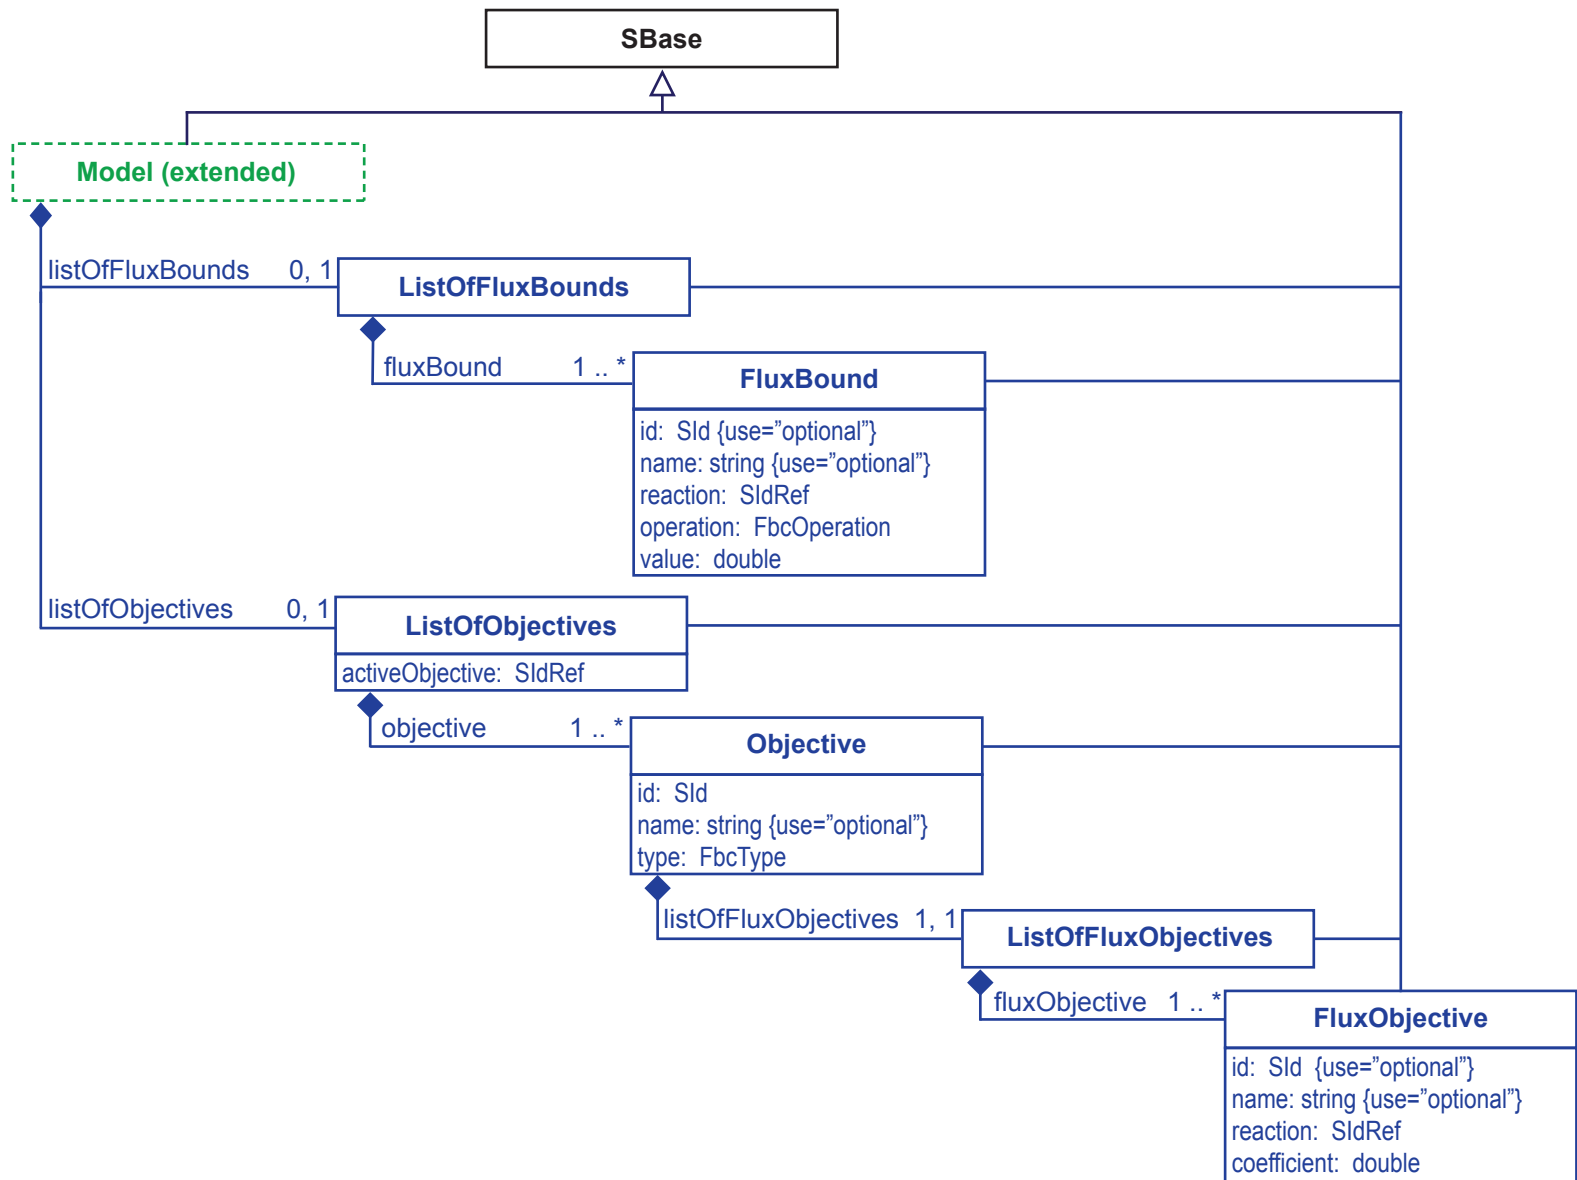 SBase
Model (extended)
listOfFluxBounds 0, 1
ListOfFluxBounds
fluxBound 1 .. *
FluxBound
id: SId {use=”optional”}
name: string {use=”optional”}
reaction: SIdRef
operation: FbcOperation
value: double
listOfObjectives 0, 1
ListOfObjectives
activeObjective: SIdRef
objective 1 .. *
Objective
id: SId
name: string {use=”optional”}
type: FbcType
listOfFluxObjectives 1, 1
ListOfFluxObjectives
fluxObjective 1 .. *
FluxObjective
id: SId {use=”optional”}
name: string {use=”optional”}
reaction: SIdRef
coefficient: double